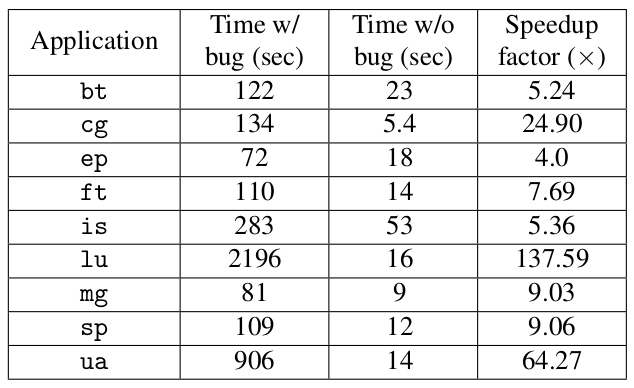 Application Time w/ bug (sec) Time w/o bug (sec) Speedup factor (×)
bt 122 23 5.24
cg 134 5.4 24.90
ep 72 18 4.0
ft 110 14 7.69
is 283 53 5.36
lu 2196 16 137.59
mg 81 9 9.03
sp 109 12 9.06
ua 906 14 64.27